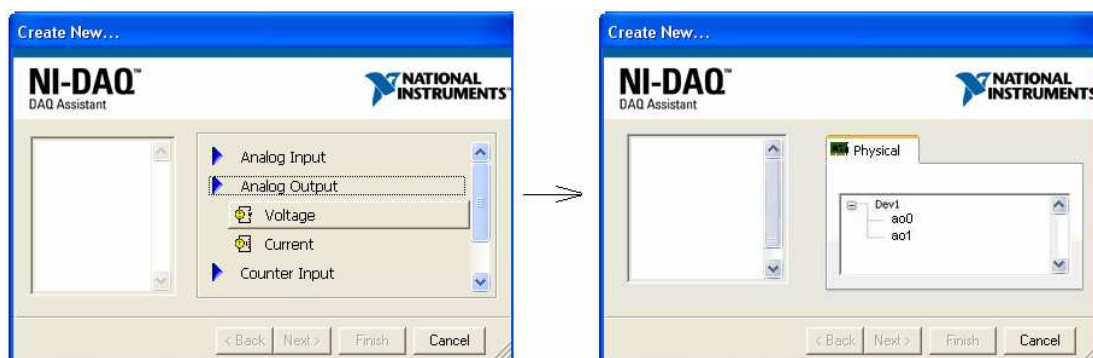 Create New...
NI-DAQ™
DAQ Assistant
NATIONAL
INSTRUMENTS™
Analog Input
Analog Output
Voltage
Current
Counter Input
< Back Next > Finish Cancel
Create New...
NI-DAQ™
DAQ Assistant
NATIONAL
INSTRUMENTS
Physical
Dev1
ao0
ao1
< Back Next > Finish Cancel